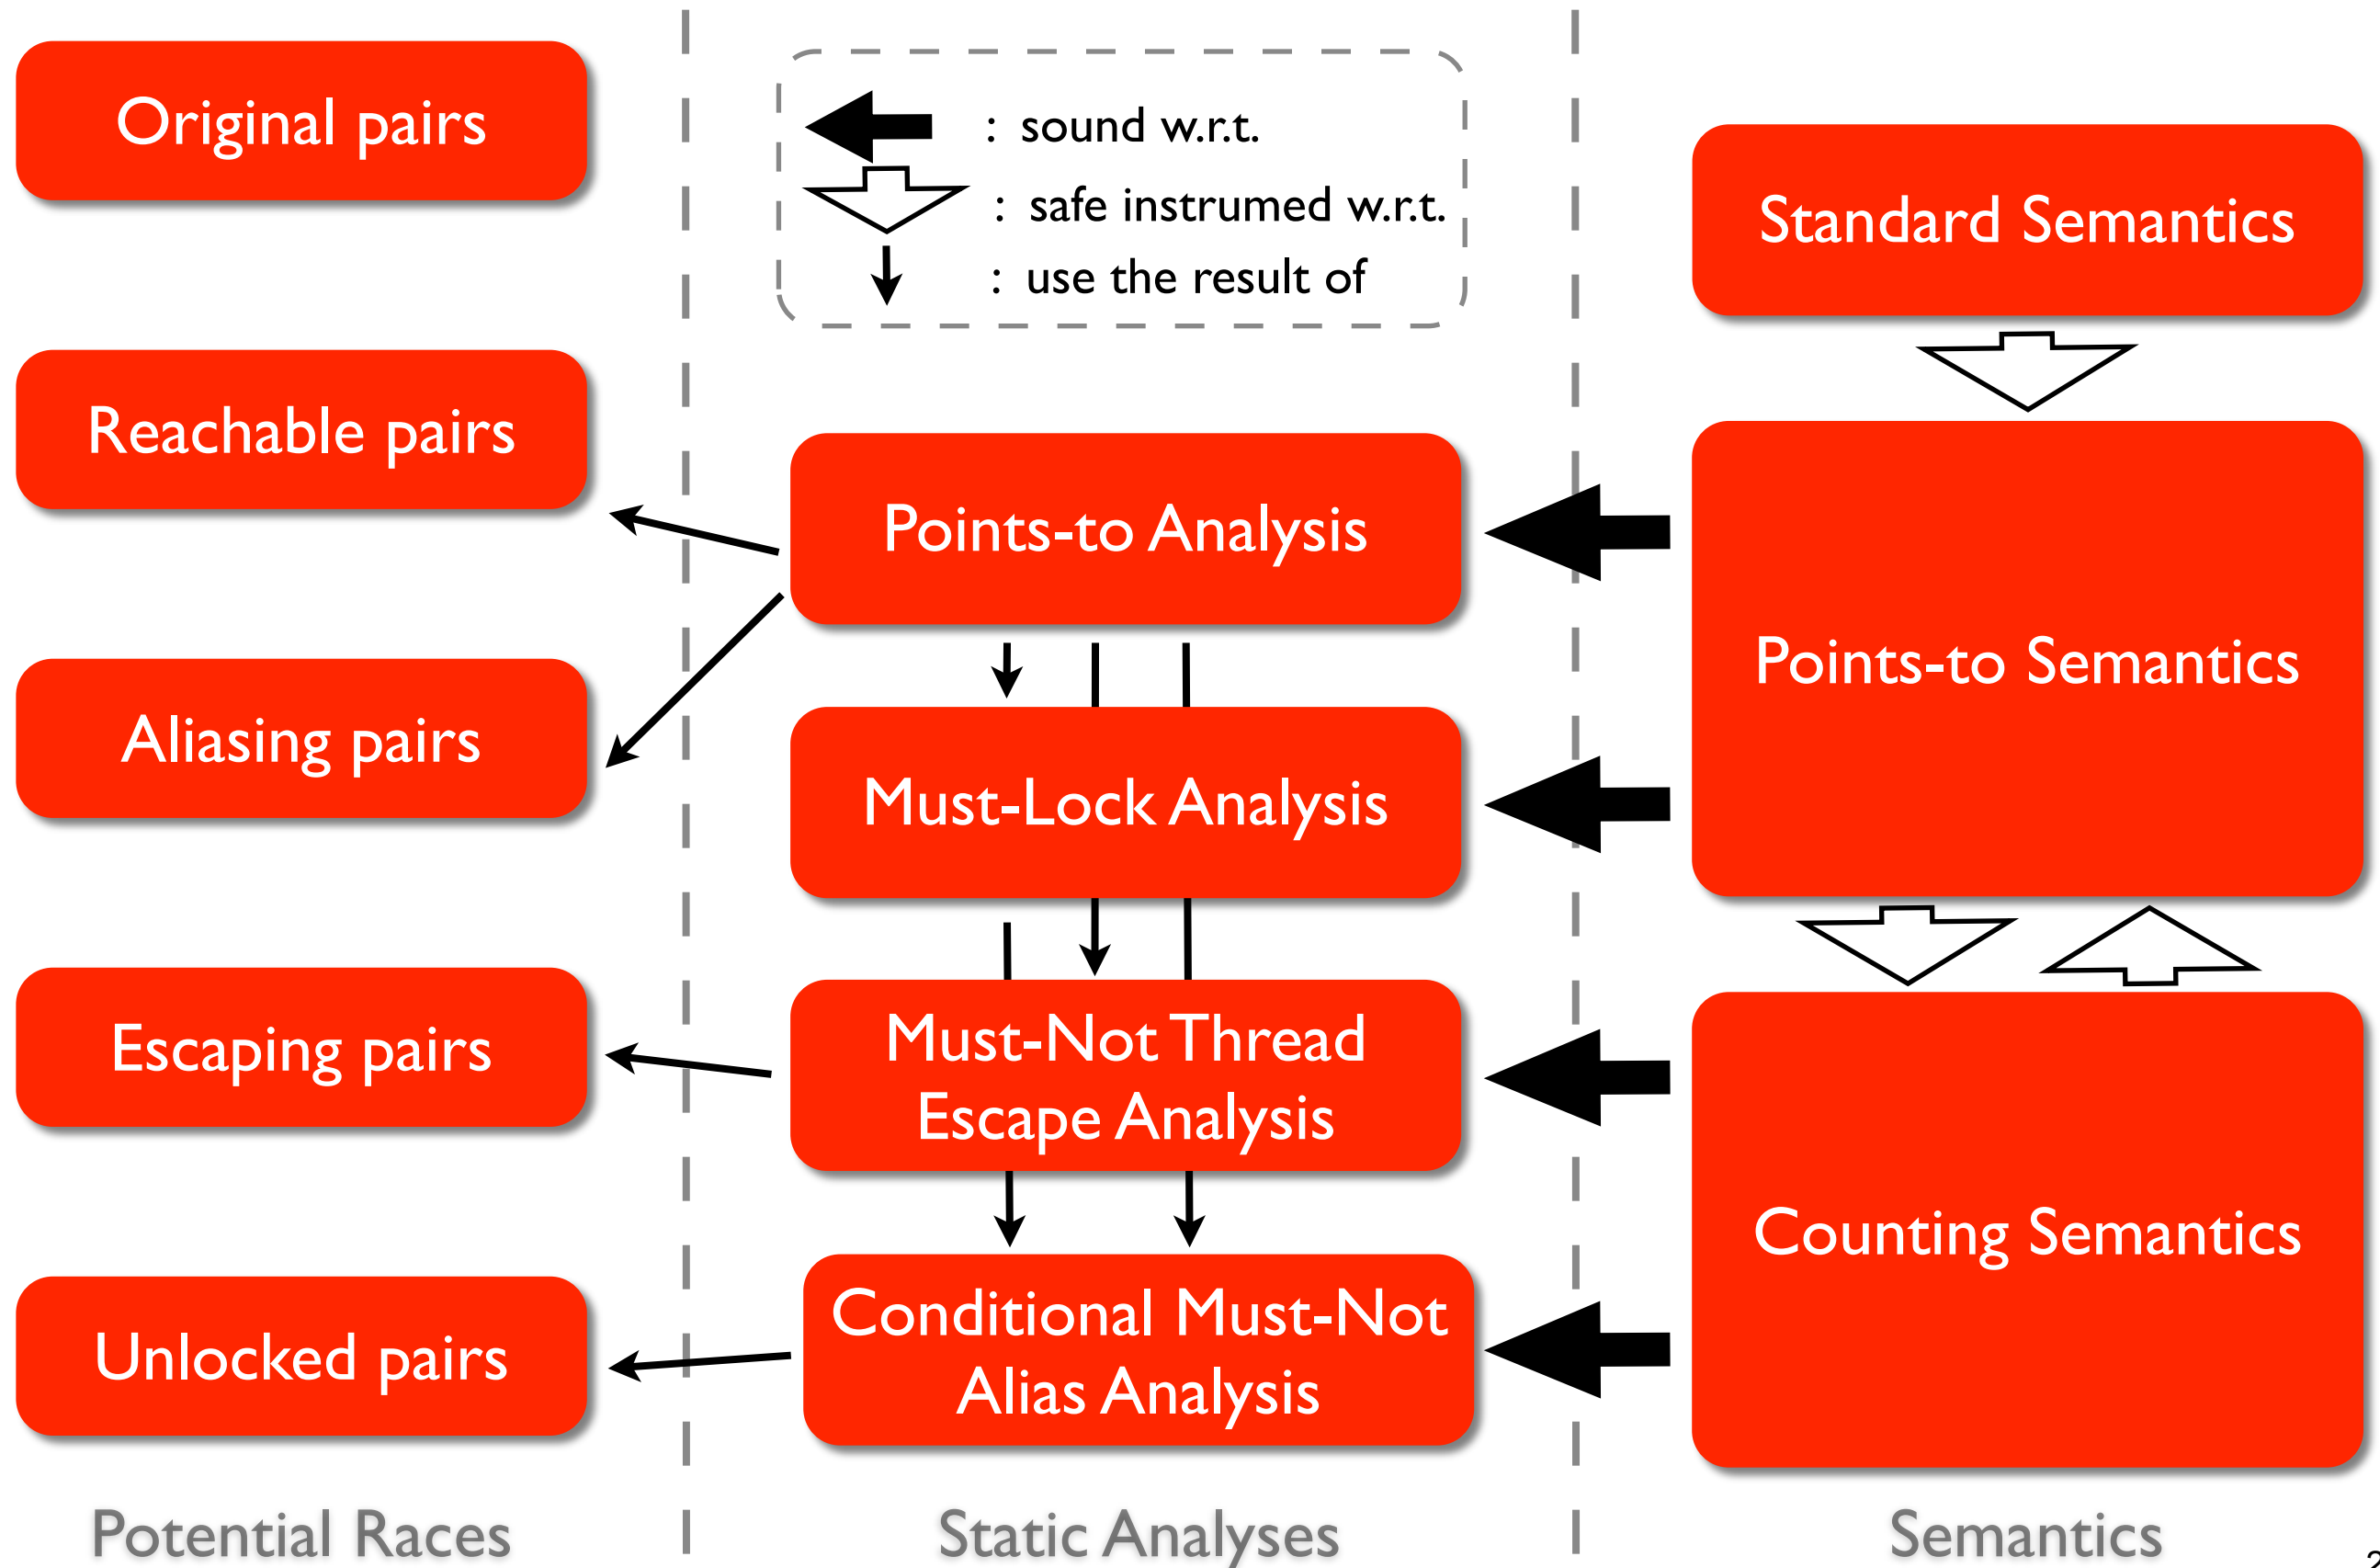 Original pairs
Reachable pairs
Aliasing pairs
Escaping pairs
Unlocked pairs
Potential Races
: sound w.r.t.
: safe instrumed w.r.t.
: use the result of
Points-to Analysis
Must-Lock Analysis
Must-Not Thread
Escape Analysis
Conditional Must-Not
Alias Analysis
Static Analyses
Standard Semantics
Points-to Semantics
Counting Semantics
Semantics